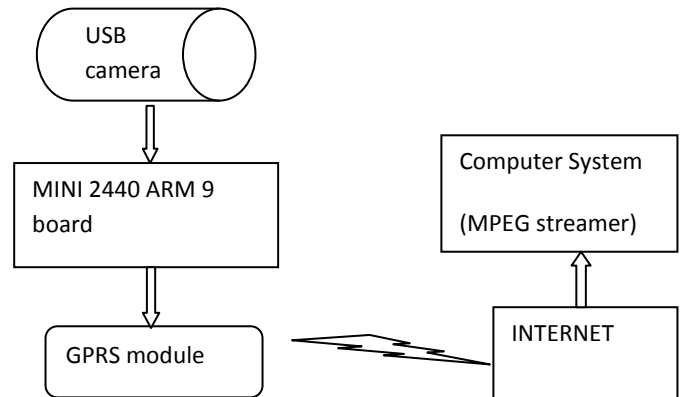 USB
camera
MINI 2440 ARM 9
board
GPRS module
Computer System
(MPEG streamer)
INTERNET